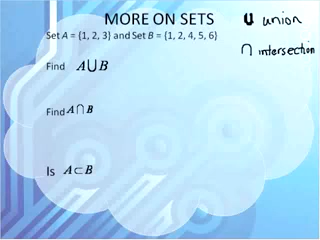 MORE ON SETS
Set A = {1, 2, 3} and Set B = {1, 2, 4, 5, 6}
Find A∪B
Find A∩B
Is A⊂B
∪ union
∩ intersection